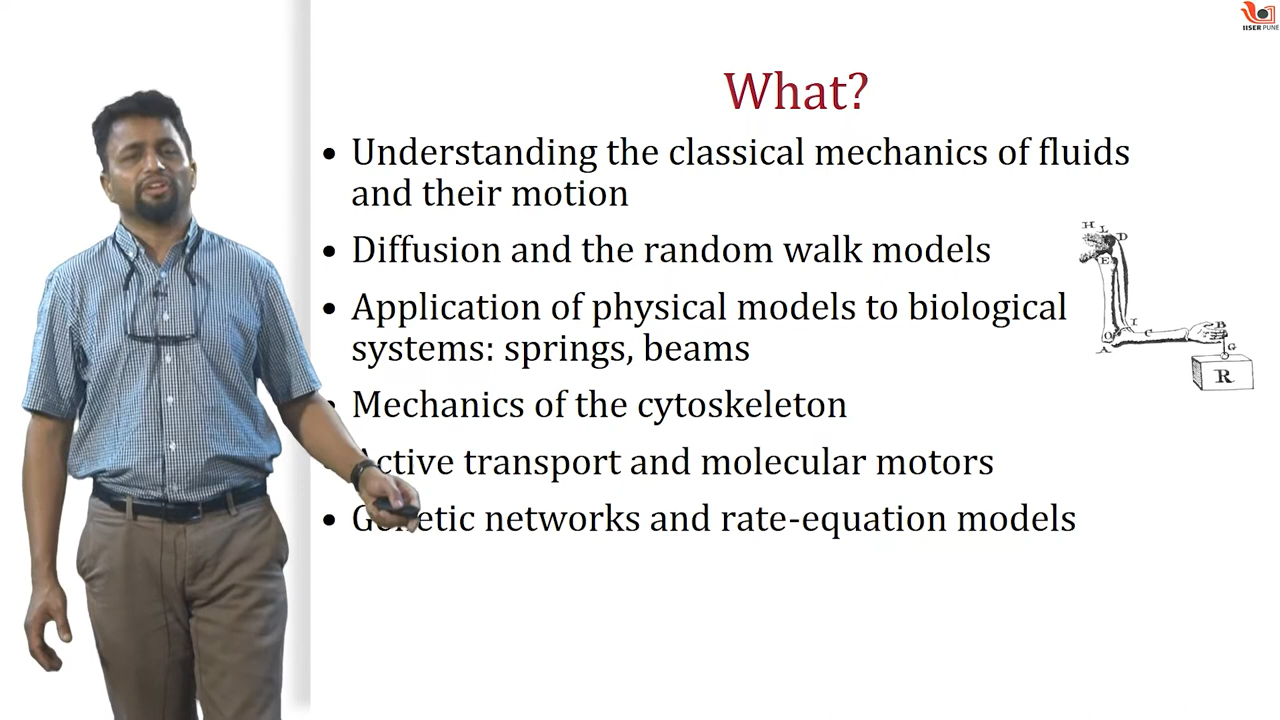 IISER PUNE
What?
• Understanding the classical mechanics of fluids
and their motion
• Diffusion and the random walk models
• Application of physical models to biological
systems: springs, beams
• Mechanics of the cytoskeleton
Active transport and molecular motors
• Genetic networks and rate-equation models
H L D
E
I
O C B
A G
R